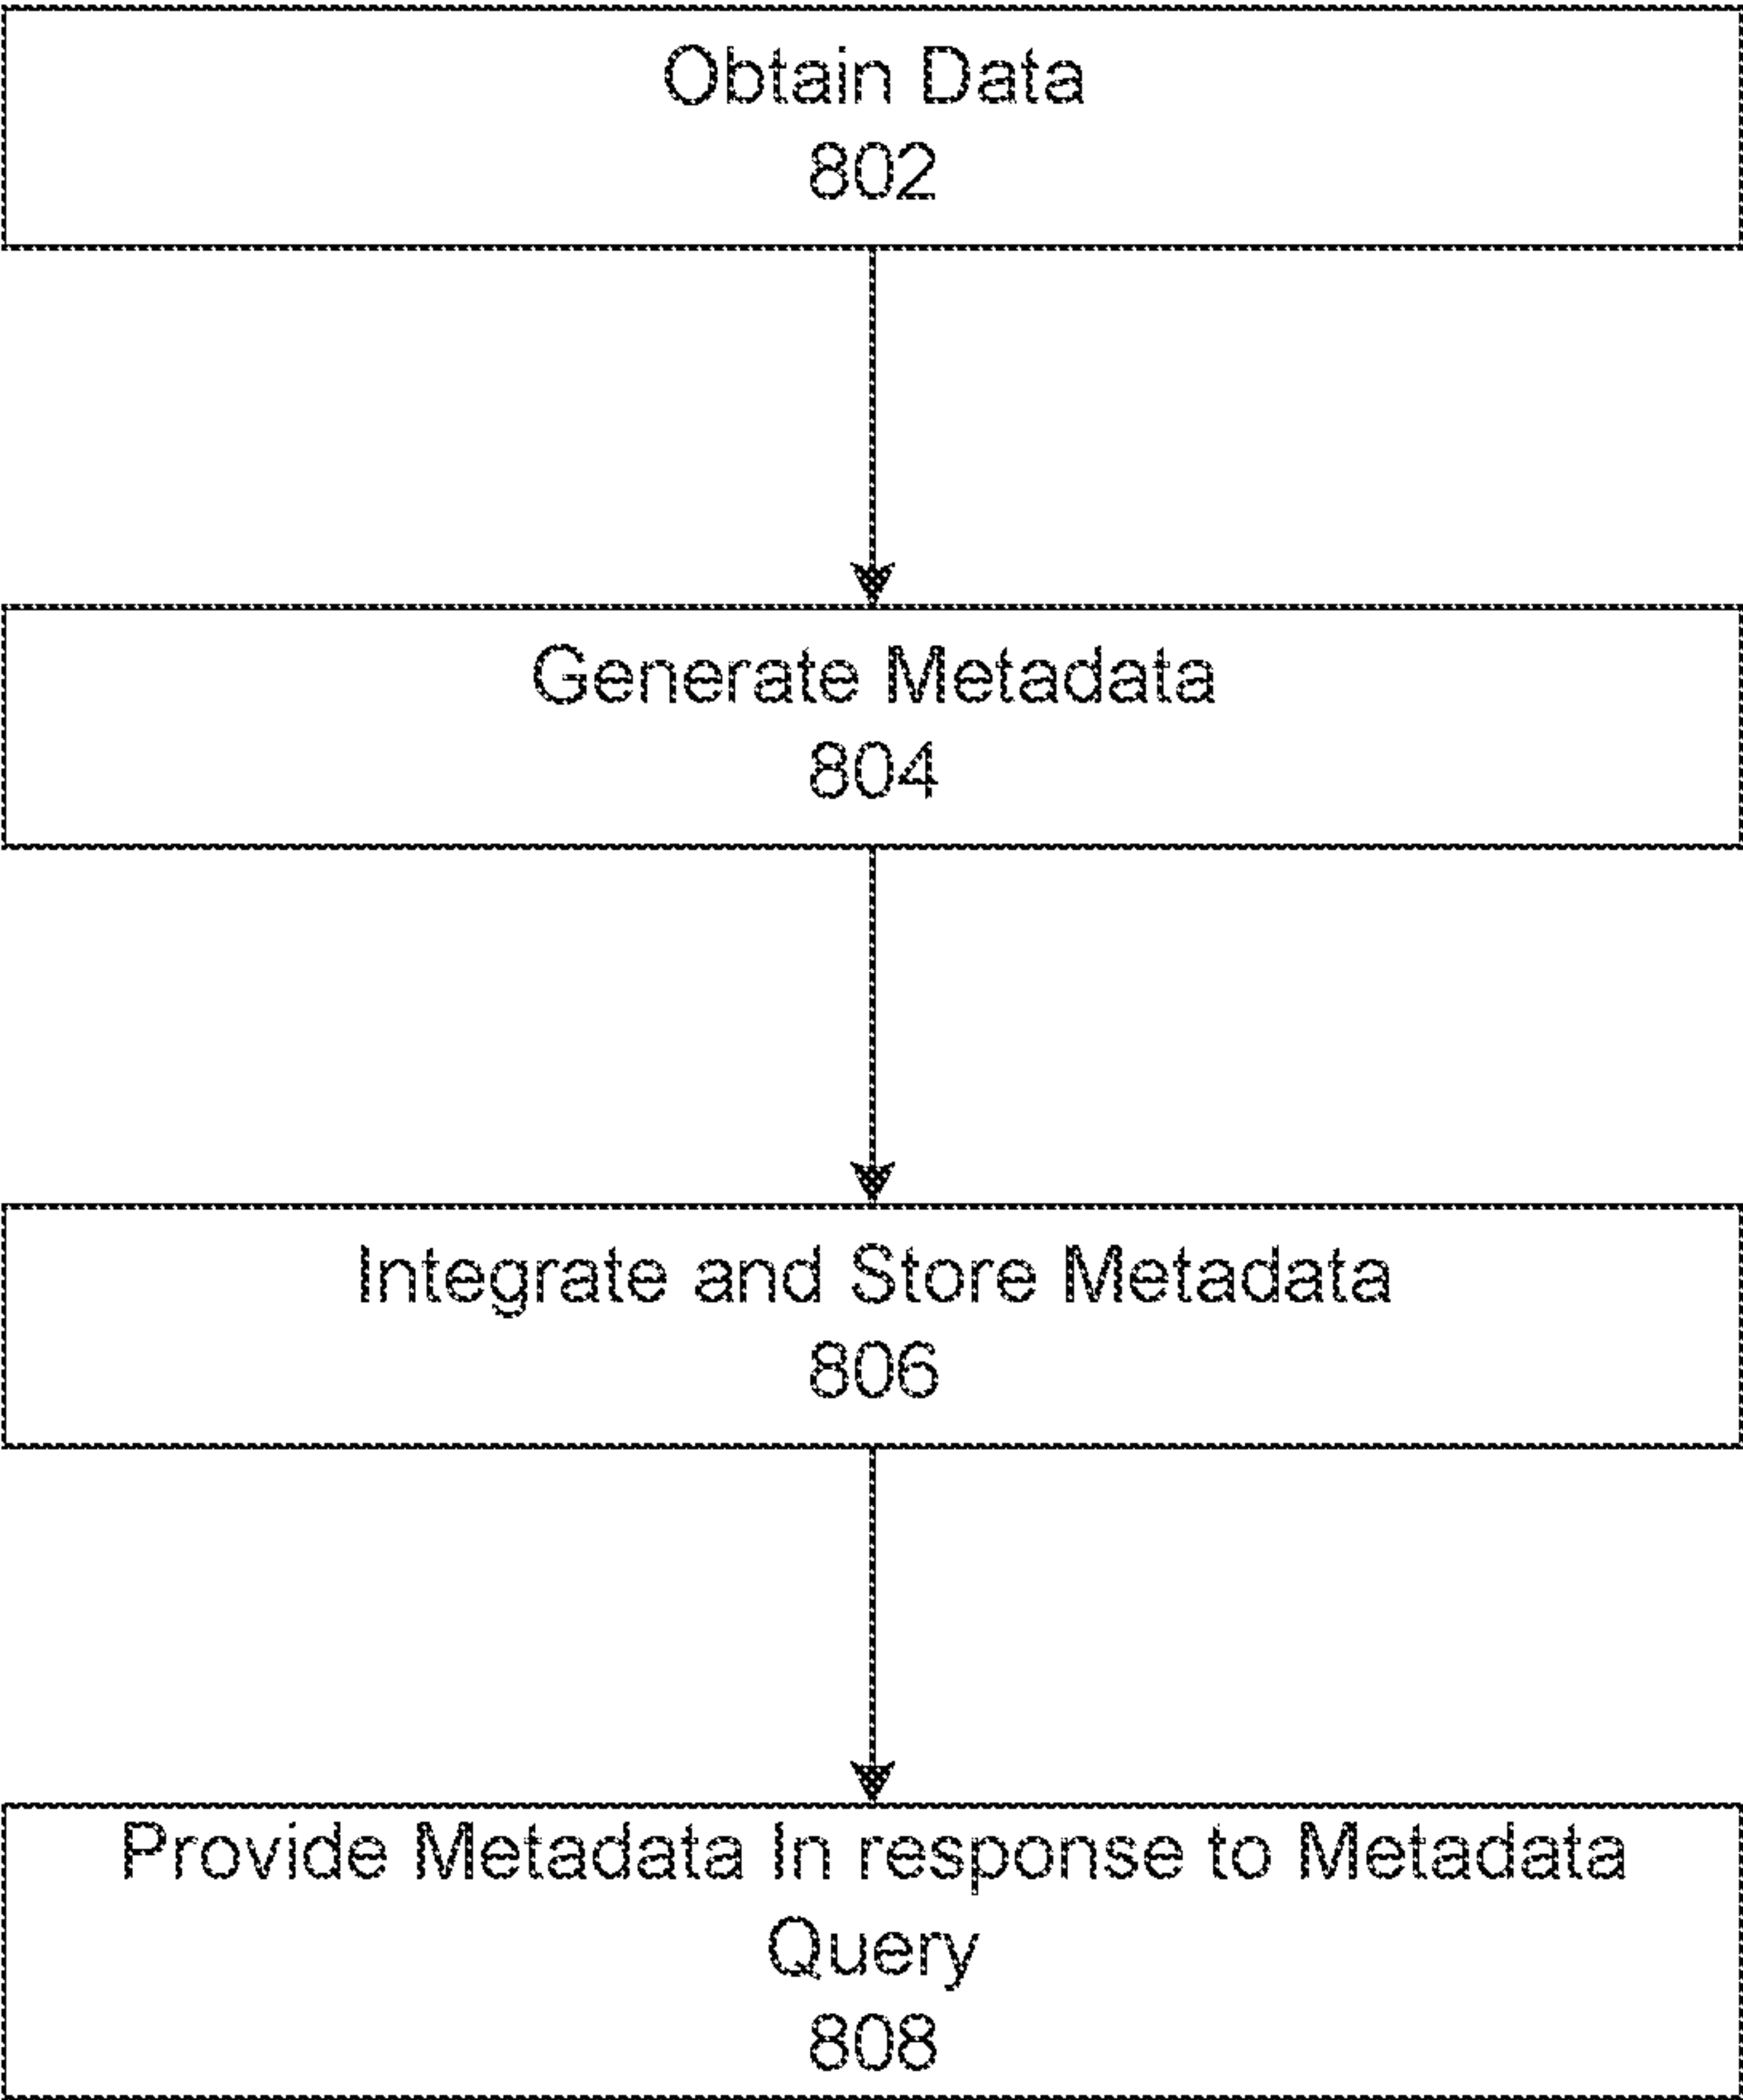 Obtain Data
802
Generate Metadata
804
Integrate and Store Metadata
806
Provide Metadata In response to Metadata
Query
808